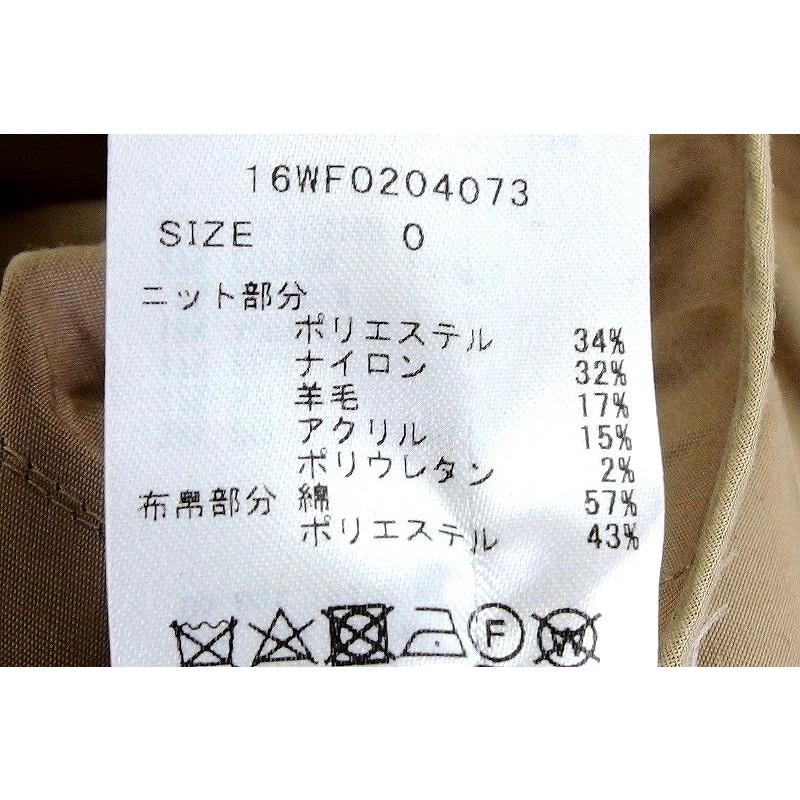 16WF0204073
SIZE 0
ニット部分
ポリエステル 34%
ナイロン 32%
羊毛 17%
アクリル 15%
ポリウレタン 2%
布帛部分 綿 57%
ポリエステル 43%
F W